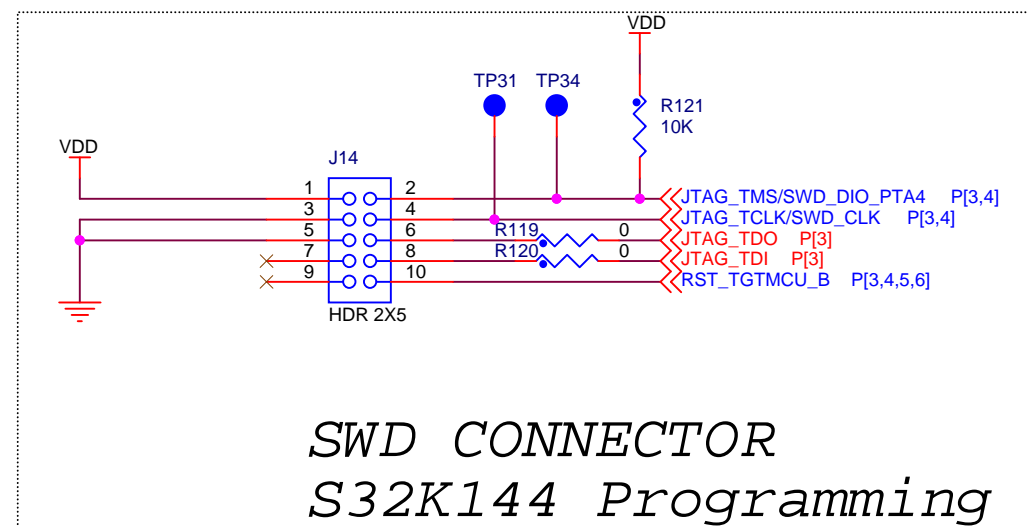 VDD
TP31 TP34
R121
10K
VDD
J14
1 2 JTAG_TMS/SWD_DIO_PTA4 P[3,4]
3 4 JTAG_TCLK/SWD_CLK P[3,4]
5 6 R119 0 JTAG_TDO P[3]
7 8 R120 0 JTAG_TDI P[3]
9 10 RST_TGTMCU_B P[3,4,5,6]
HDR 2X5
SWD CONNECTOR
S32K144 Programming